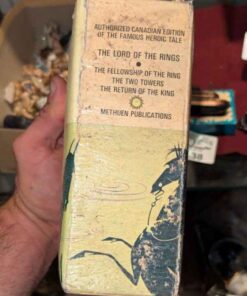 AUTHORIZED CANADIAN EDITION
OF THE FAMOUS HEROIC TALE
THE LORD OF THE RINGS
•
THE FELLOWSHIP OF THE RING
THE TWO TOWERS
THE RETURN OF THE KING
METHUEN PUBLICATIONS